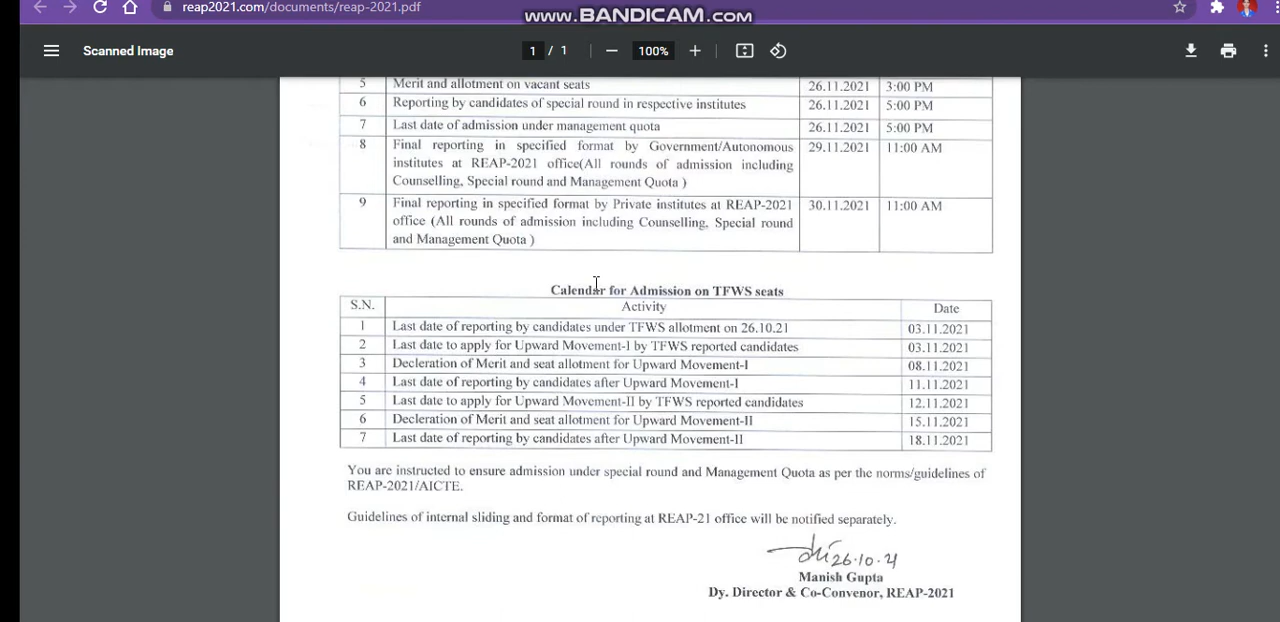 reap2021.com/documents/reap-2021.pdf
www.BANDICAM.com
Scanned Image
1 / 1
100%
5 Merit and allotment on vacant seats 26.11.2021 3:00 PM
6 Reporting by candidates of special round in respective institutes 26.11.2021 5:00 PM
7 Last date of admission under management quota 26.11.2021 5:00 PM
8 Final reporting in specified format by Government/Autonomous 29.11.2021 11:00 AM
institutes at REAP-2021 office(All rounds of admission including
Counselling, Special round and Management Quota )
9 Final reporting in specified format by Private institutes at REAP-2021 30.11.2021 11:00 AM
office (All rounds of admission including Counselling, Special round
and Management Quota )
Calendar for Admission on TFWS seats
S.N. Activity Date
1 Last date of reporting by candidates under TFWS allotment on 26.10.21 03.11.2021
2 Last date to apply for Upward Movement-I by TFWS reported candidates 03.11.2021
3 Decleration of Merit and seat allotment for Upward Movement-I 08.11.2021
4 Last date of reporting by candidates after Upward Movement-I 11.11.2021
5 Last date to apply for Upward Movement-II by TFWS reported candidates 12.11.2021
6 Decleration of Merit and seat allotment for Upward Movement-II 15.11.2021
7 Last date of reporting by candidates after Upward Movement-II 18.11.2021
You are instructed to ensure admission under special round and Management Quota as per the norms/guidelines of
REAP-2021/AICTE.
Guidelines of internal sliding and format of reporting at REAP-21 office will be notified separately.
26.10.21
Manish Gupta
Dy. Director & Co-Convenor, REAP-2021